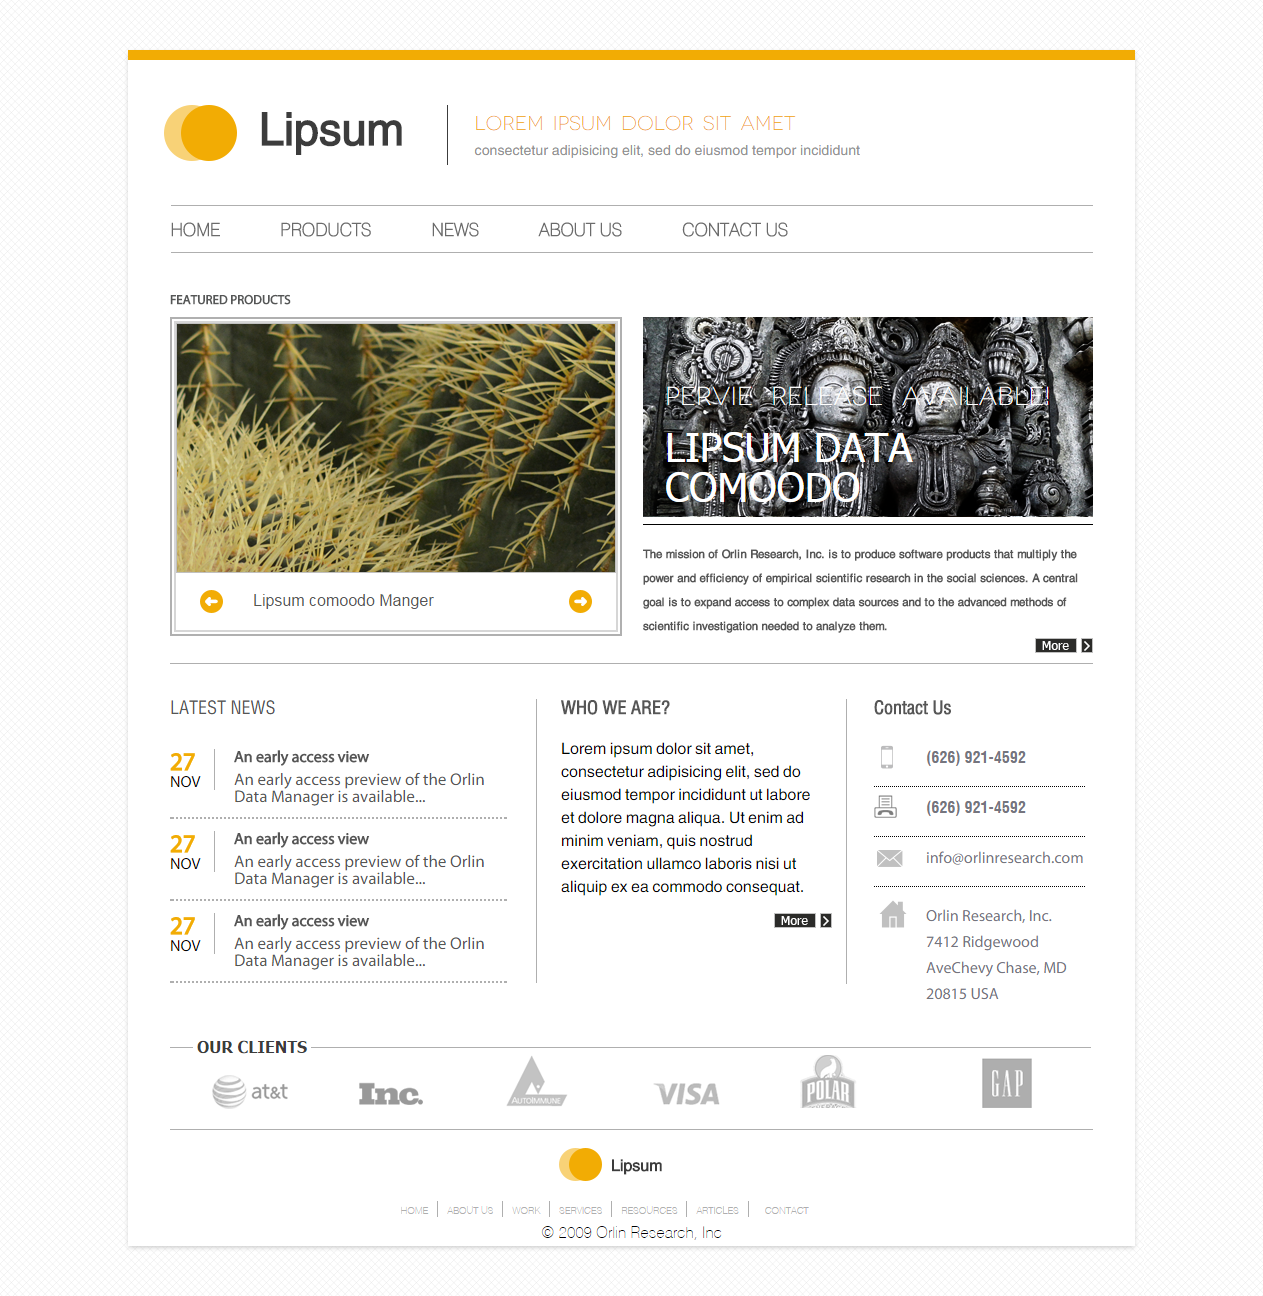 Lipsum
LOREM IPSUM DOLOR SIT AMET
consectetur adipisicing elit, sed do eiusmod tempor incididunt
HOME
PRODUCTS
NEWS
ABOUT US
CONTACT US
FEATURED PRODUCTS
Lipsum comoodo Manger
PERVIE RELEASE AVAILABLE!
LIPSUM DATA
COMOODO
The mission of Orlin Research, Inc. is to produce software products that multiply the
power and efficiency of empirical scientific research in the social sciences. A central
goal is to expand access to complex data sources and to the advanced methods of
scientific investigation needed to analyze them.
More
LATEST NEWS
27
NOV
An early access view
An early access preview of the Orlin
Data Manager is available...
27
NOV
An early access view
An early access preview of the Orlin
Data Manager is available...
27
NOV
An early access view
An early access preview of the Orlin
Data Manager is available...
WHO WE ARE?
Lorem ipsum dolor sit amet,
consectetur adipisicing elit, sed do
eiusmod tempor incididunt ut labore
et dolore magna aliqua. Ut enim ad
minim veniam, quis nostrud
exercitation ullamco laboris nisi ut
aliquip ex ea commodo consequat.
More
Contact Us
(626) 921-4592
(626) 921-4592
info@orlinresearch.com
Orlin Research, Inc.
7412 Ridgewood
AveChevy Chase, MD
20815 USA
OUR CLIENTS
at&t
Inc.
AUTOIMMUNE
VISA
POLAR
GAP
Lipsum
HOME
ABOUT US
WORK
SERVICES
RESOURCES
ARTICLES
CONTACT
© 2009 Orlin Research, Inc